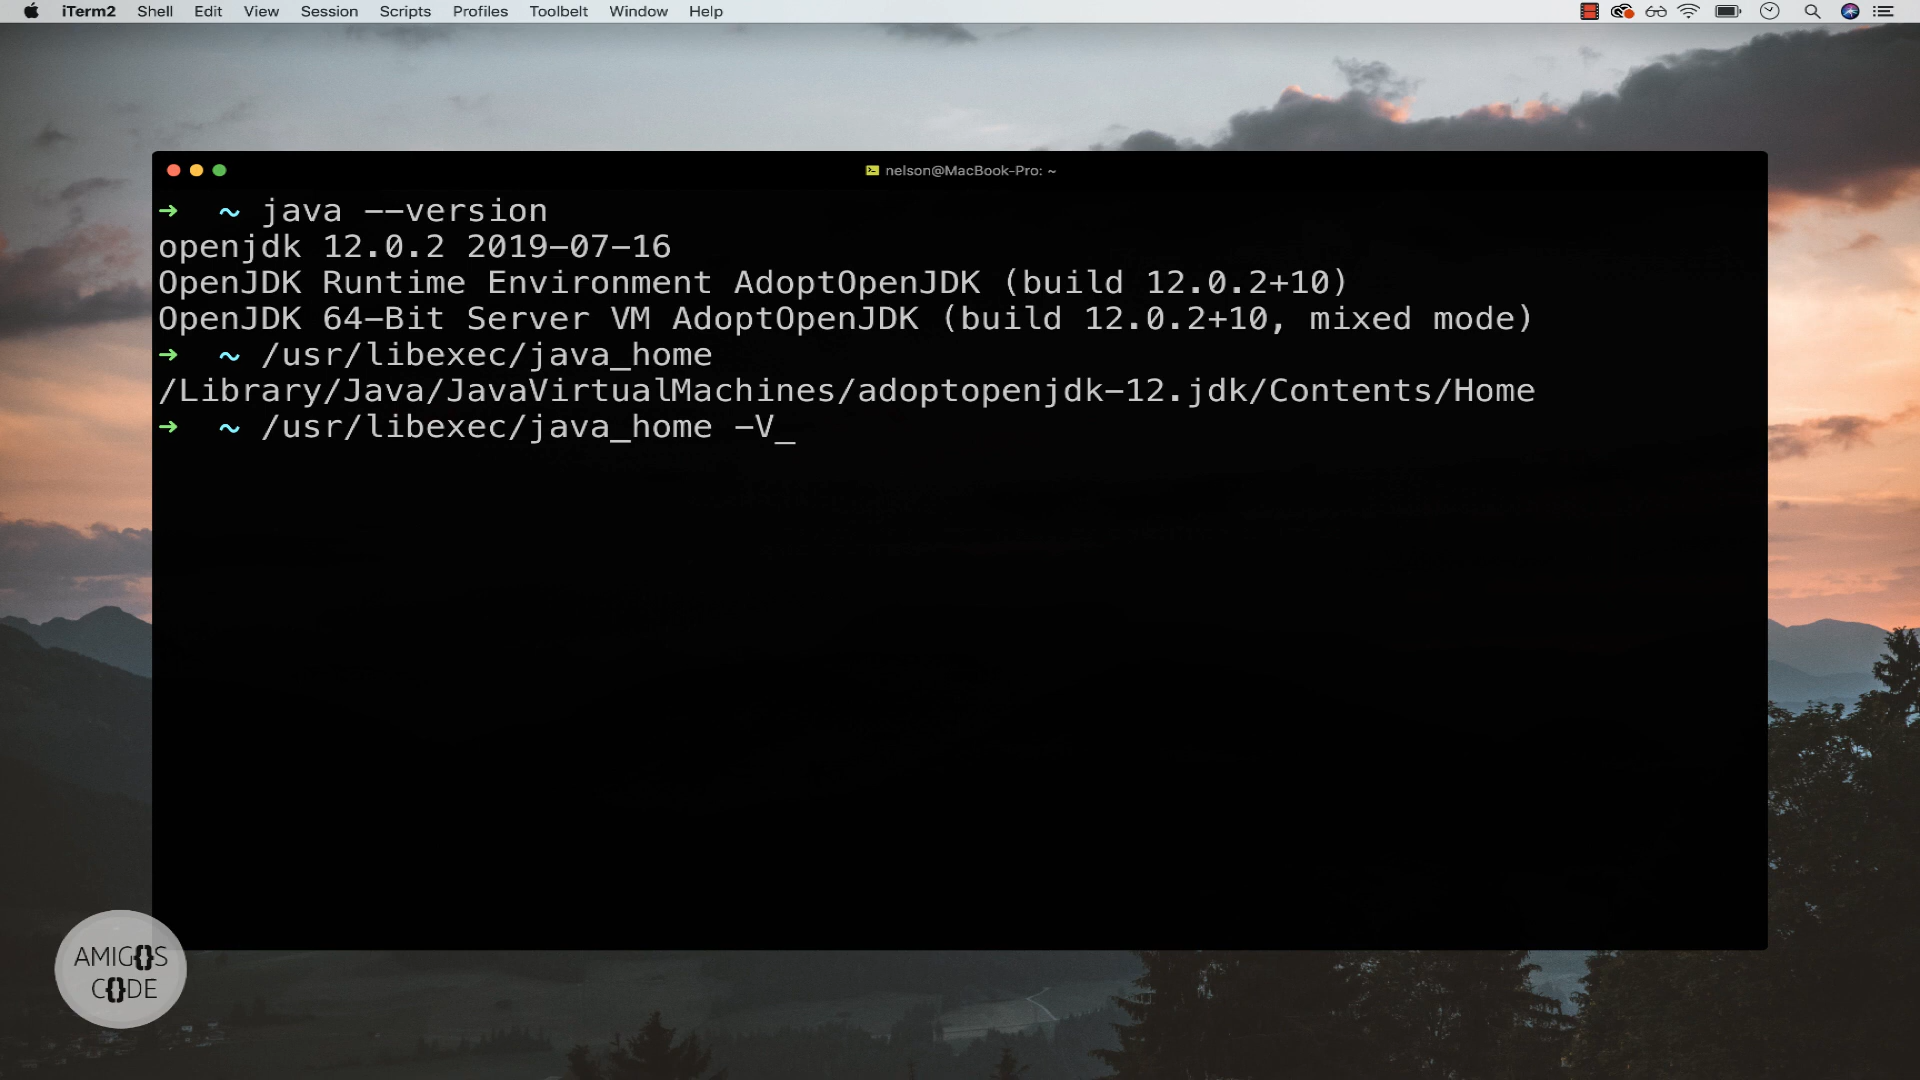 iTerm2 Shell Edit View Session Scripts Profiles Toolbelt Window Help
nelson@MacBook-Pro: ~
➜ ~ java --version
openjdk 12.0.2 2019-07-16
OpenJDK Runtime Environment AdoptOpenJDK (build 12.0.2+10)
OpenJDK 64-Bit Server VM AdoptOpenJDK (build 12.0.2+10, mixed mode)
➜ ~ /usr/libexec/java_home
/Library/Java/JavaVirtualMachines/adoptopenjdk-12.jdk/Contents/Home
➜ ~ /usr/libexec/java_home -V_
AMIG{}S
C{}DE